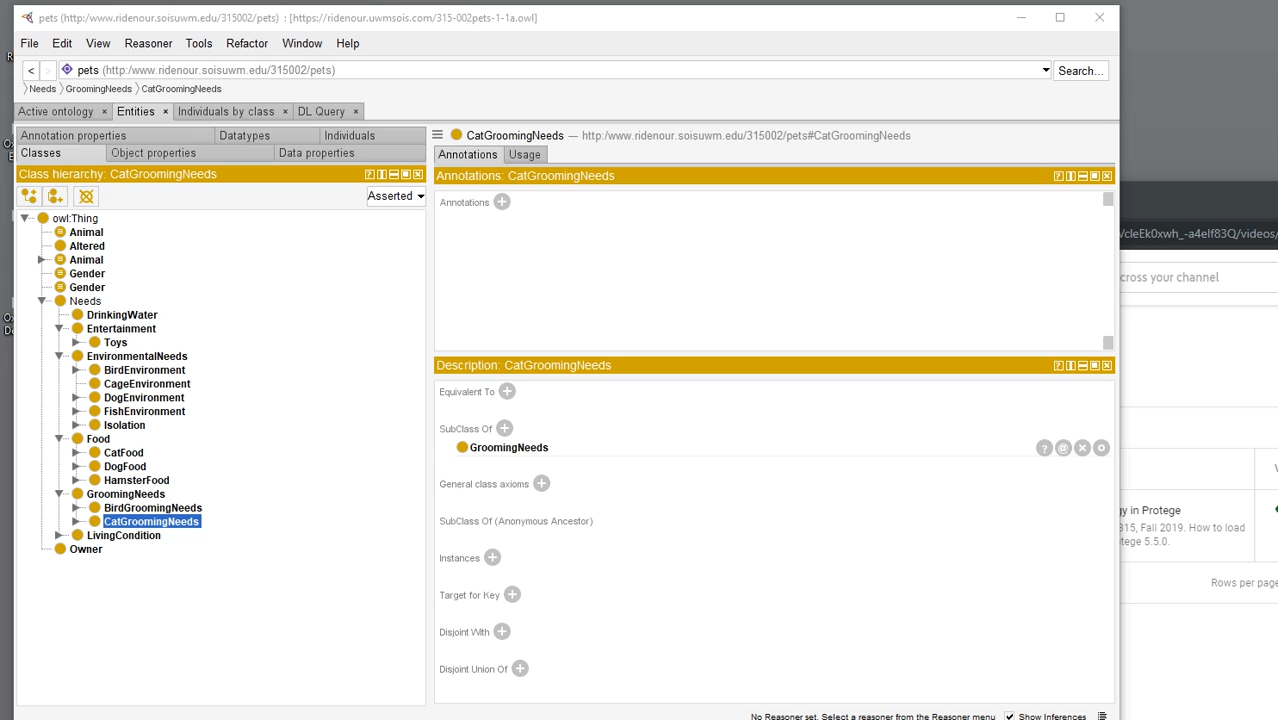 pets (http://www.ridenour.soisuwm.edu/315002/pets) : [https://ridenour.uwmsois.com/315-002pets-1-1a.owl]
File Edit View Reasoner Tools Refactor Window Help
< > pets (http://www.ridenour.soisuwm.edu/315002/pets) Search...
Needs GroomingNeeds CatGroomingNeeds
Active ontology × Entities × Individuals by class × DL Query ×
Annotation properties Datatypes Individuals
Classes Object properties Data properties
Class hierarchy: CatGroomingNeeds
Asserted
owl:Thing
Animal
Altered
Animal
Gender
Gender
Needs
DrinkingWater
Entertainment
Toys
EnvironmentalNeeds
BirdEnvironment
CageEnvironment
DogEnvironment
FishEnvironment
Isolation
Food
CatFood
DogFood
HamsterFood
GroomingNeeds
BirdGroomingNeeds
CatGroomingNeeds
LivingCondition
Owner
CatGroomingNeeds — http://www.ridenour.soisuwm.edu/315002/pets#CatGroomingNeeds
Annotations Usage
Annotations: CatGroomingNeeds
Annotations
Description: CatGroomingNeeds
Equivalent To
SubClass Of
GroomingNeeds
General class axioms
SubClass Of (Anonymous Ancestor)
Instances
Target for Key
Disjoint With
Disjoint Union Of
No Reasoner set. Select a reasoner from the Reasoner menu Show Inferences
/cleEk0xwh_-a4elf83Q/videos/
cross your channel
gy in Protege
315, Fall 2019. How to load
tege 5.5.0.
Rows per page